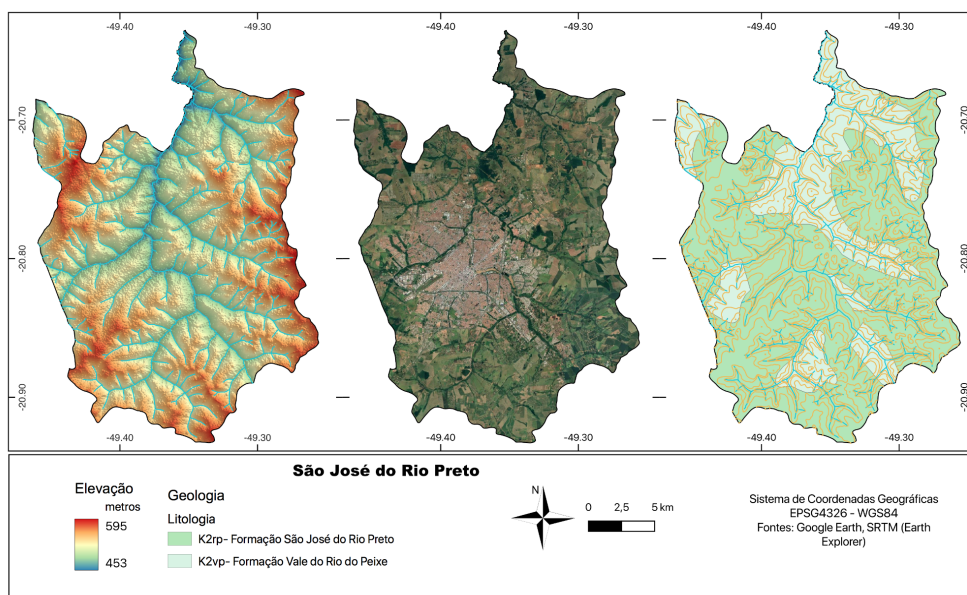 -49.40 -49.30 -49.40 -49.30 -49.40 -49.30
-20.70 -20.70
-20.80 -20.80
-20.90 -20.90
-49.40 -49.30 -49.40 -49.30 -49.40 -49.30
São José do Rio Preto
Elevação
metros
595
453
Geologia
Litologia
K2rp- Formação São José do Rio Preto
K2vp- Formação Vale do Rio do Peixe
N
0 2,5 5 km
Sistema de Coordenadas Geográficas
EPSG4326 - WGS84
Fontes: Google Earth, SRTM (Earth
Explorer)